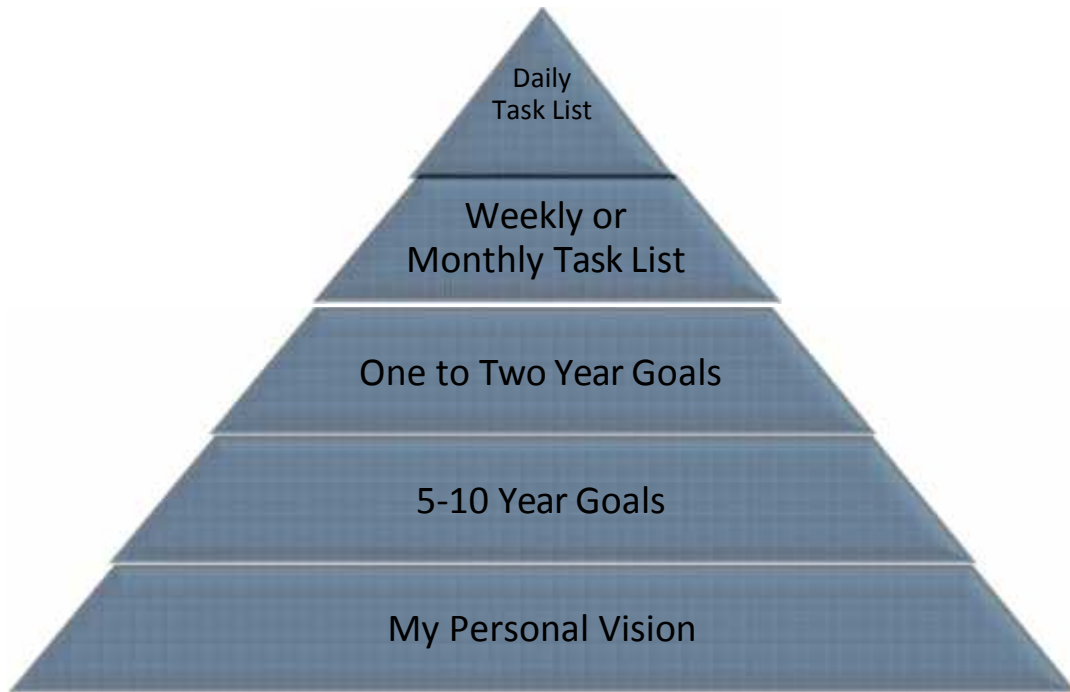 Daily
Task List
Weekly or
Monthly Task List
One to Two Year Goals
5-10 Year Goals
My Personal Vision